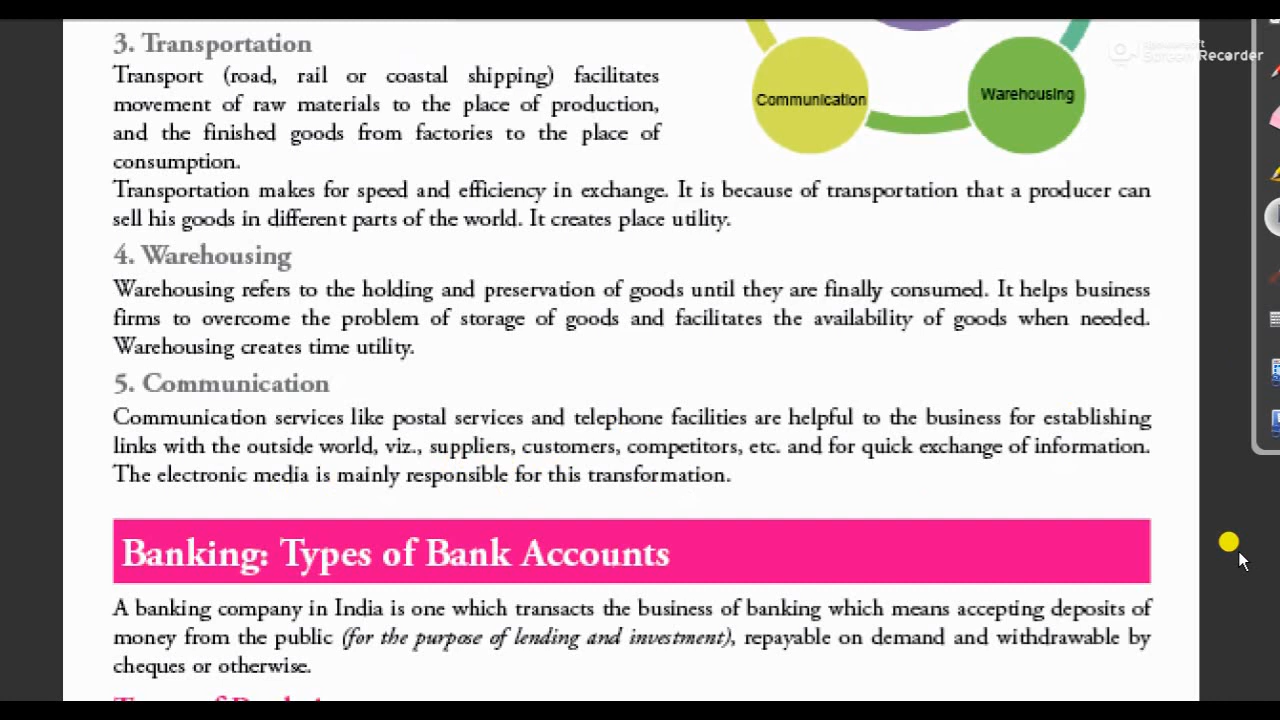 3. Transportation
Transport (road, rail or coastal shipping) facilitates
movement of raw materials to the place of production,
and the finished goods from factories to the place of
consumption.
Communication
Warehousing
Screen Recorder
Transportation makes for speed and efficiency in exchange. It is because of transportation that a producer can
sell his goods in different parts of the world. It creates place utility.
4. Warehousing
Warehousing refers to the holding and preservation of goods until they are finally consumed. It helps business
firms to overcome the problem of storage of goods and facilitates the availability of goods when needed.
Warehousing creates time utility.
5. Communication
Communication services like postal services and telephone facilities are helpful to the business for establishing
links with the outside world, viz., suppliers, customers, competitors, etc. and for quick exchange of information.
The electronic media is mainly responsible for this transformation.
Banking: Types of Bank Accounts
A banking company in India is one which transacts the business of banking which means accepting deposits of
money from the public (for the purpose of lending and investment), repayable on demand and withdrawable by
cheques or otherwise.